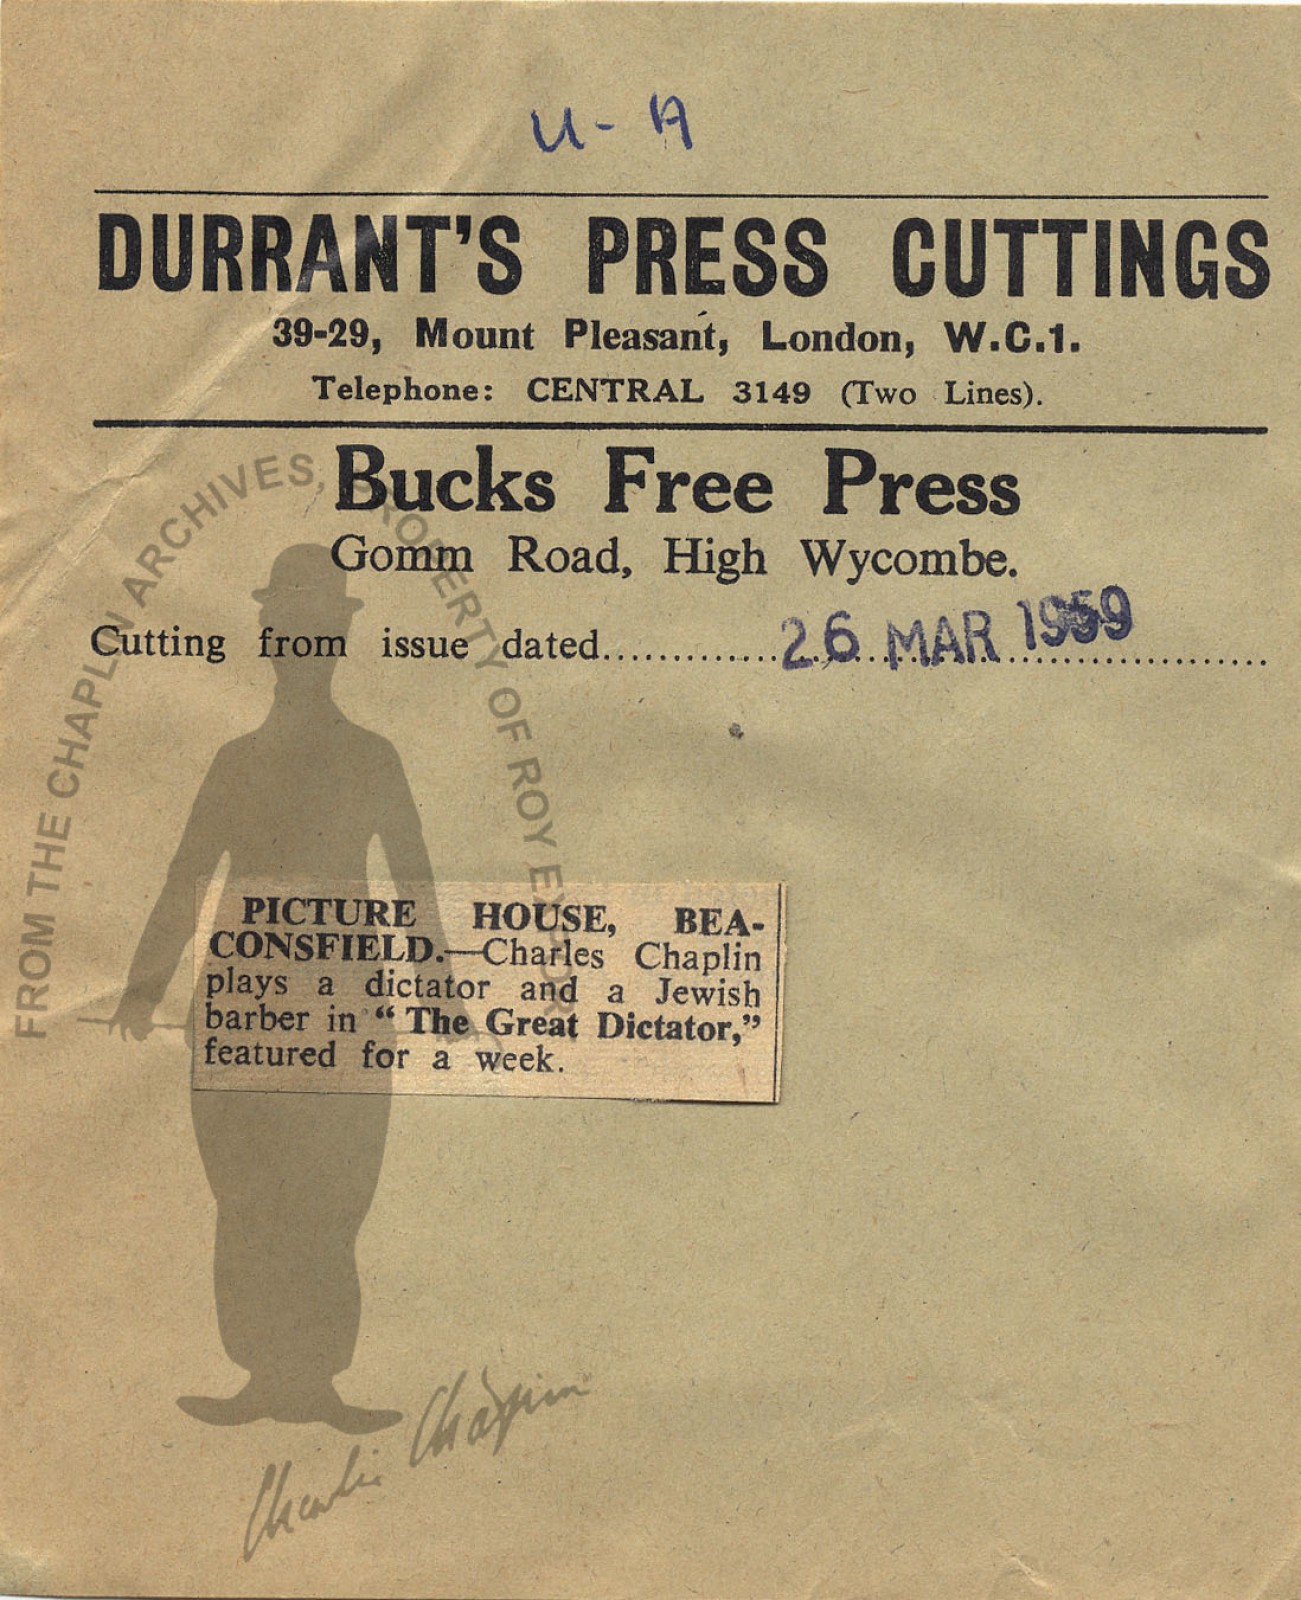 U-A
DURRANT'S PRESS CUTTINGS
39-29, Mount Pleasant, London, W.C.1.
Telephone: CENTRAL 3149 (Two Lines).
Bucks Free Press
Gomm Road, High Wycombe.
Cutting from issue dated.......... 26 MAR 1959
PICTURE HOUSE, BEA-
CONSFIELD.—Charles Chaplin
plays a dictator and a Jewish
barber in "The Great Dictator,"
featured for a week.
FROM THE CHAPLIN ARCHIVES, PROPERTY OF ROY EXPORT
Charlie Chaplin